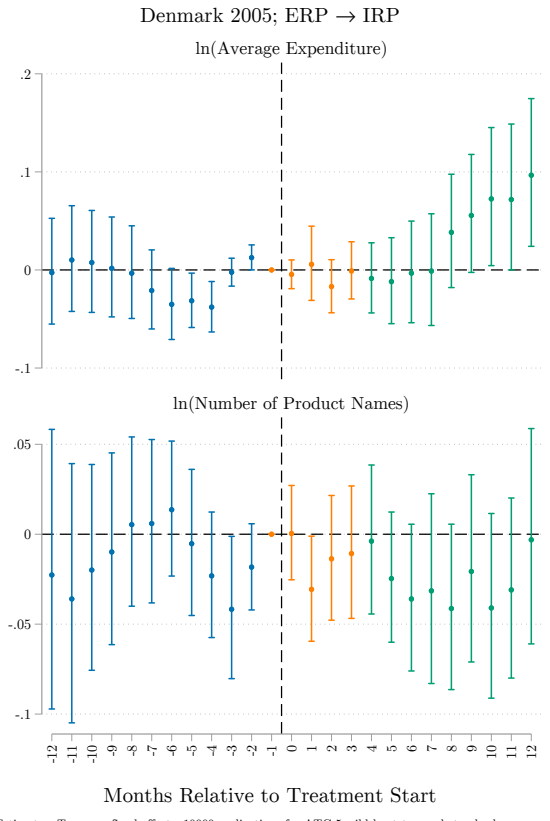 Denmark 2005; ERP → IRP
ln(Average Expenditure)
.2
.1
0
-.1
ln(Number of Product Names)
.05
0
-.05
-.1
-12 -11 -10 -9 -8 -7 -6 -5 -4 -3 -2 -1 0 1 2 3 4 5 6 7 8 9 10 11 12
Months Relative to Treatment Start